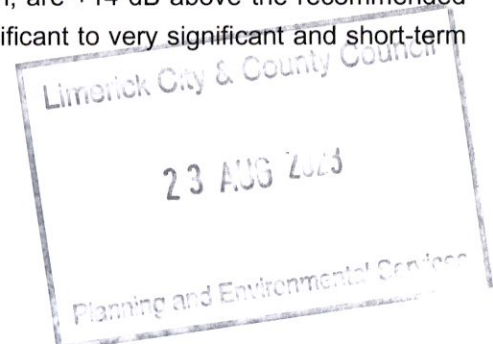 are +14 dB above the recommended
ificant to very significant and short-term
Limerick City & County Council
23 AUG 2023
Planning and Environmental Services